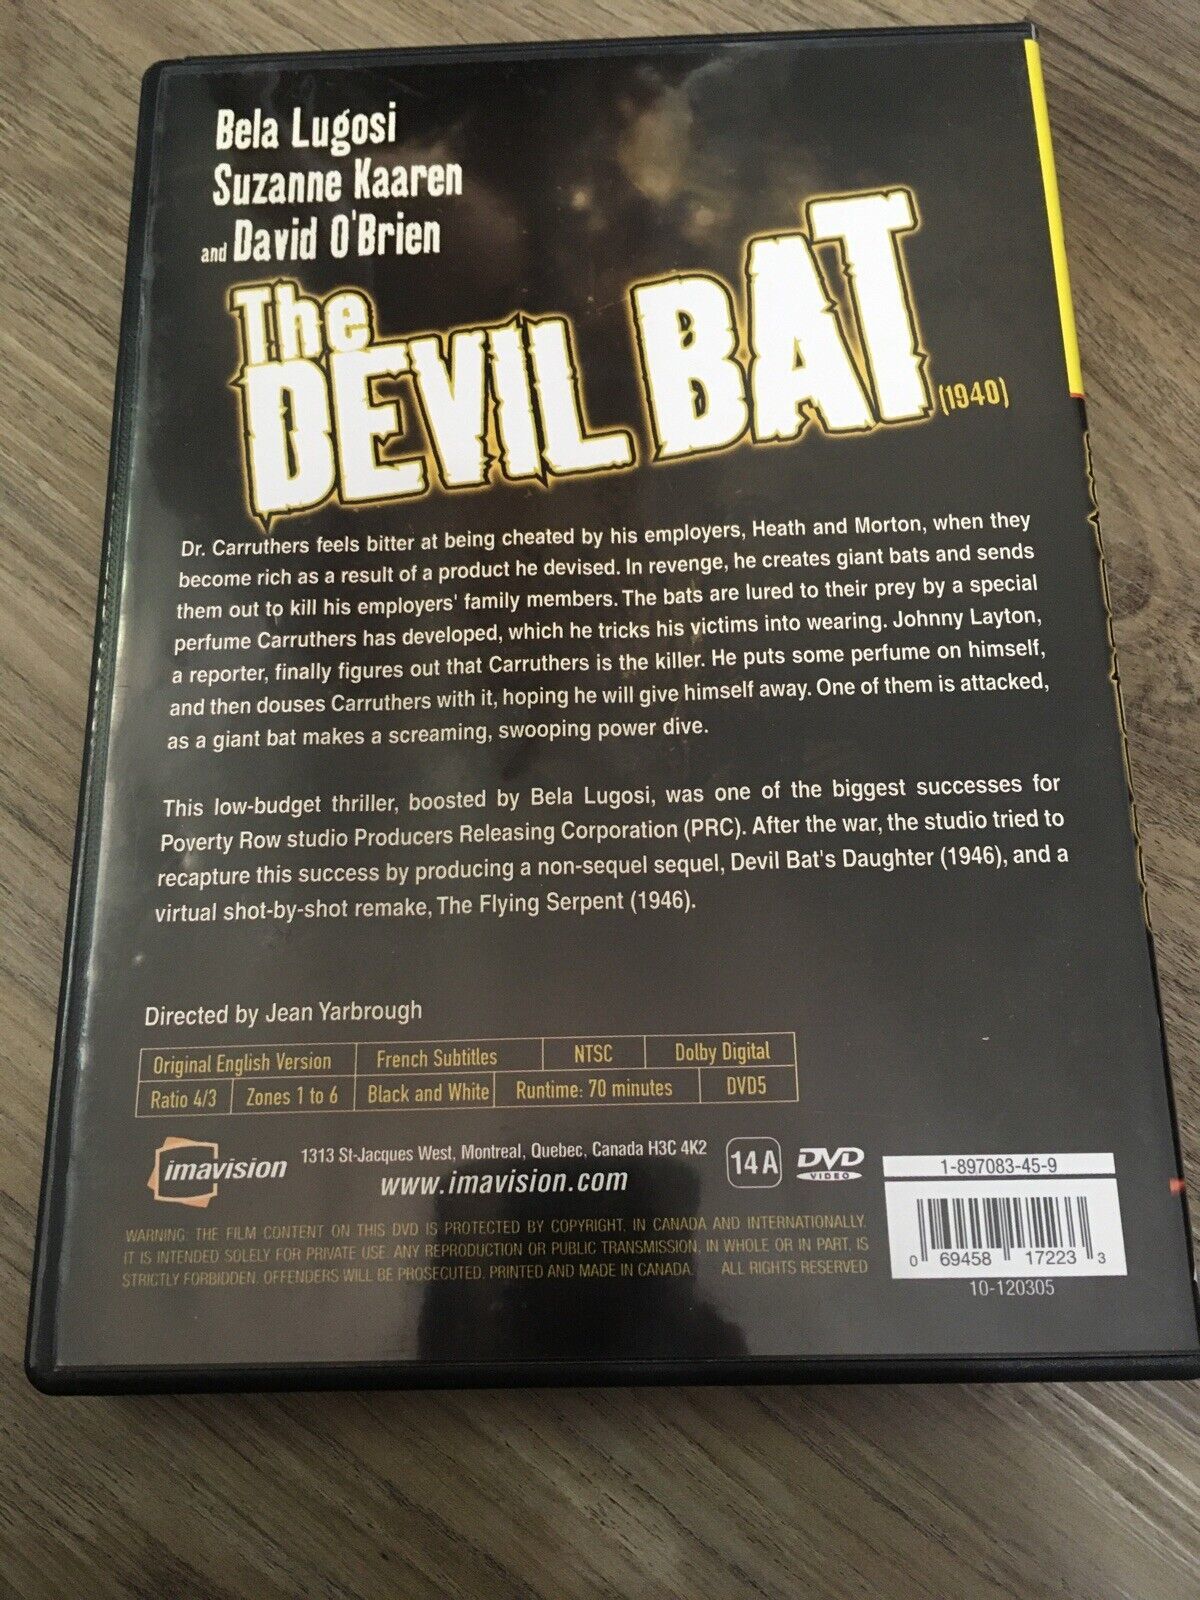 Bela Lugosi
Suzanne Kaaren
and David O'Brien
The
DEVIL BAT
(1940)
Dr. Carruthers feels bitter at being cheated by his employers, Heath and Morton, when they
become rich as a result of a product he devised. In revenge, he creates giant bats and sends
them out to kill his employers' family members. The bats are lured to their prey by a special
perfume Carruthers has developed, which he tricks his victims into wearing. Johnny Layton,
a reporter, finally figures out that Carruthers is the killer. He puts some perfume on himself,
and then douses Carruthers with it, hoping he will give himself away. One of them is attacked,
as a giant bat makes a screaming, swooping power dive.
This low-budget thriller, boosted by Bela Lugosi, was one of the biggest successes for
Poverty Row studio Producers Releasing Corporation (PRC). After the war, the studio tried to
recapture this success by producing a non-sequel sequel, Devil Bat's Daughter (1946), and a
virtual shot-by-shot remake, The Flying Serpent (1946).
Directed by Jean Yarbrough
Original English Version French Subtitles NTSC Dolby Digital
Ratio 4/3 Zones 1 to 6 Black and White Runtime: 70 minutes DVD5
imavision
1313 St-Jacques West, Montreal, Quebec, Canada H3C 4K2
www.imavision.com
14A
DVD
VIDEO
WARNING: THE FILM CONTENT ON THIS DVD IS PROTECTED BY COPYRIGHT, IN CANADA AND INTERNATIONALLY.
IT IS INTENDED SOLELY FOR PRIVATE USE. ANY REPRODUCTION OR PUBLIC TRANSMISSION, IN WHOLE OR IN PART, IS
STRICTLY FORBIDDEN. OFFENDERS WILL BE PROSECUTED. PRINTED AND MADE IN CANADA. ALL RIGHTS RESERVED
1-897083-45-9
0 69458 17223 3
10-120305